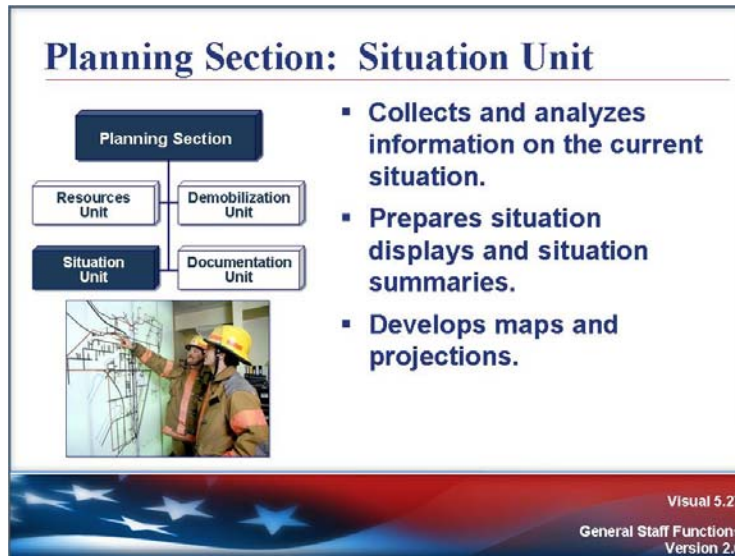 Planning Section: Situation Unit
Planning Section
Resources
Unit
Demobilization
Unit
Situation
Unit
Documentation
Unit
▪ Collects and analyzes
information on the current
situation.
▪ Prepares situation
displays and situation
summaries.
▪ Develops maps and
projections.
Visual 5.2
General Staff Function
Version 2.